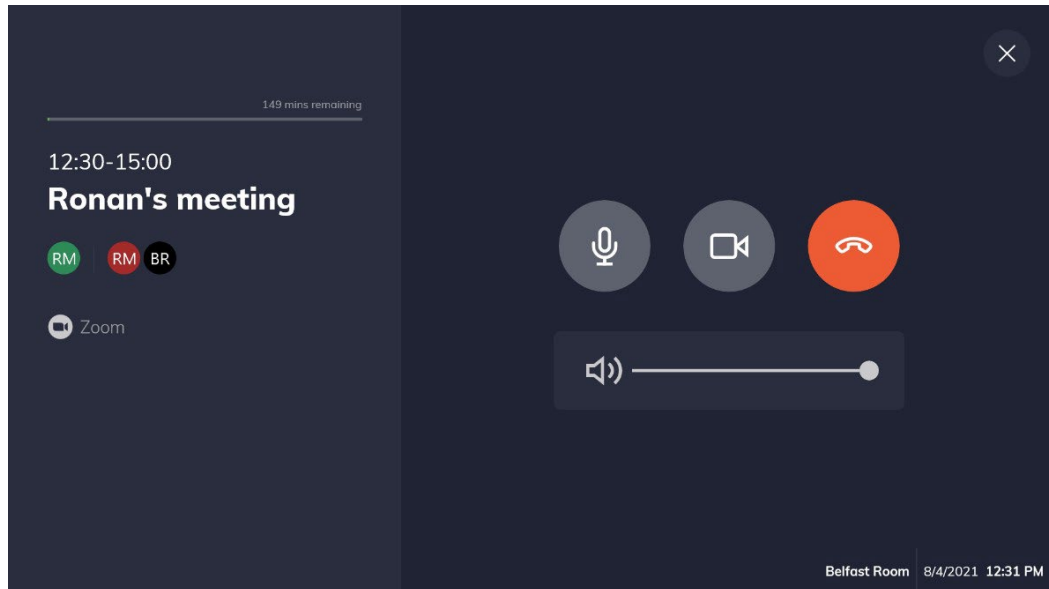 149 mins remaining
12:30-15:00
Ronan's meeting
RM RM BR
Zoom
Belfast Room 8/4/2021 12:31 PM